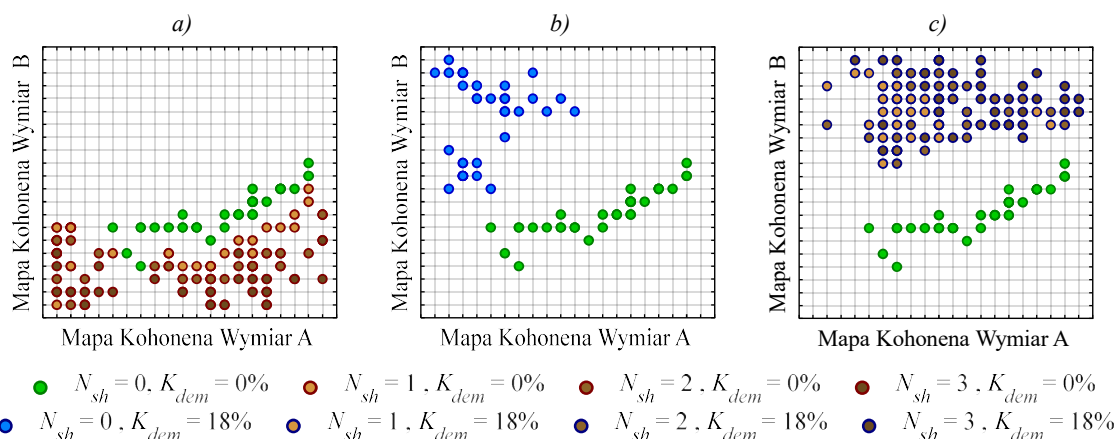 a) b) c)
Mapa Kohonena Wymiar B Mapa Kohonena Wymiar B Mapa Kohonena Wymiar B
Mapa Kohonena Wymiar A Mapa Kohonena Wymiar A Mapa Kohonena Wymiar A
N_sh = 0, K_dem = 0% N_sh = 1 , K_dem = 0% N_sh = 2 , K_dem = 0% N_sh = 3 , K_dem = 0%
N_sh = 0 , K_dem = 18% N_sh = 1 , K_dem = 18% N_sh = 2 , K_dem = 18% N_sh = 3 , K_dem = 18%